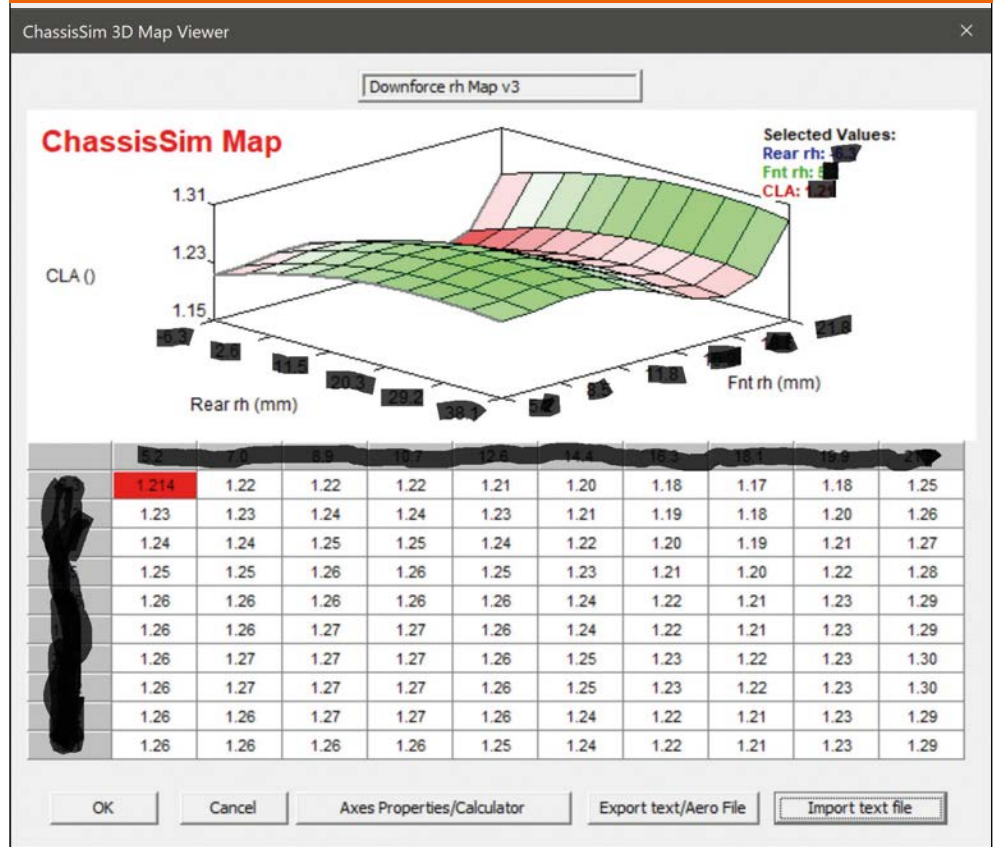 ChassisSim 3D Map Viewer
Downforce rh Map v3
ChassisSim Map
Selected Values:
Rear rh: -6.3
Fnt rh:
CLA: 1.21
1.31
1.23
1.15
CLA ()
-6.3
2.6
11.5
20.3
29.2
38.1
Rear rh (mm)
5.2
8.5
11.8
21.8
Fnt rh (mm)
5.2 7.0 8.9 10.7 12.6 14.4 16.3 18.1 19.9
1.214 1.22 1.22 1.22 1.21 1.20 1.18 1.17 1.18 1.25
1.23 1.23 1.24 1.24 1.23 1.21 1.19 1.18 1.20 1.26
1.24 1.24 1.25 1.25 1.24 1.22 1.20 1.19 1.21 1.27
1.25 1.25 1.26 1.26 1.25 1.23 1.21 1.20 1.22 1.28
1.26 1.26 1.26 1.26 1.26 1.24 1.22 1.21 1.23 1.29
1.26 1.26 1.27 1.27 1.26 1.24 1.22 1.21 1.23 1.29
1.26 1.27 1.27 1.27 1.26 1.25 1.23 1.22 1.23 1.30
1.26 1.27 1.27 1.27 1.26 1.25 1.23 1.22 1.23 1.30
1.26 1.26 1.27 1.27 1.26 1.24 1.22 1.21 1.23 1.29
1.26 1.26 1.26 1.26 1.25 1.24 1.22 1.21 1.23 1.29
OK Cancel Axes Properties/Calculator Export text/Aero File Import text file